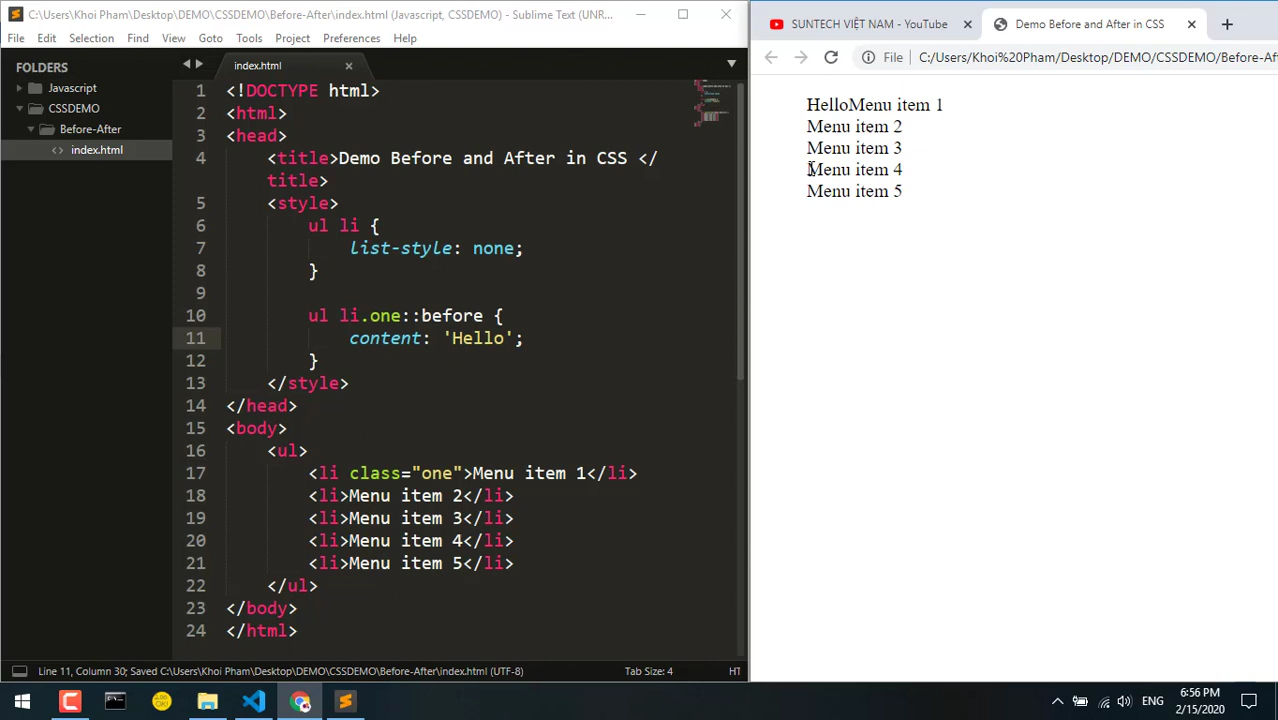 C:\Users\Khoi Pham\Desktop\DEMO\CSSDEMO\Before-After\index.html (Javascript, CSSDEMO) - Sublime Text (UNR...
File Edit Selection Find View Goto Tools Project Preferences Help
FOLDERS
Javascript
CSSDEMO
Before-After
<> index.html
index.html
1 <!DOCTYPE html>
2 <html>
3 <head>
4 <title>Demo Before and After in CSS </
title>
5 <style>
6 ul li {
7 list-style: none;
8 }
9
10 ul li.one::before {
11 content: 'Hello';
12 }
13 </style>
14 </head>
15 <body>
16 <ul>
17 <li class="one">Menu item 1</li>
18 <li>Menu item 2</li>
19 <li>Menu item 3</li>
20 <li>Menu item 4</li>
21 <li>Menu item 5</li>
22 </ul>
23 </body>
24 </html>
Line 11, Column 30; Saved C:\Users\Khoi Pham\Desktop\DEMO\CSSDEMO\Before-After\index.html (UTF-8) Tab Size: 4 HT
SUNTECH VIỆT NAM - YouTube
Demo Before and After in CSS
File C:/Users/Khoi%20Pham/Desktop/DEMO/CSSDEMO/Before-Af
HelloMenu item 1
Menu item 2
Menu item 3
Menu item 4
Menu item 5
ENG
6:56 PM
2/15/2020